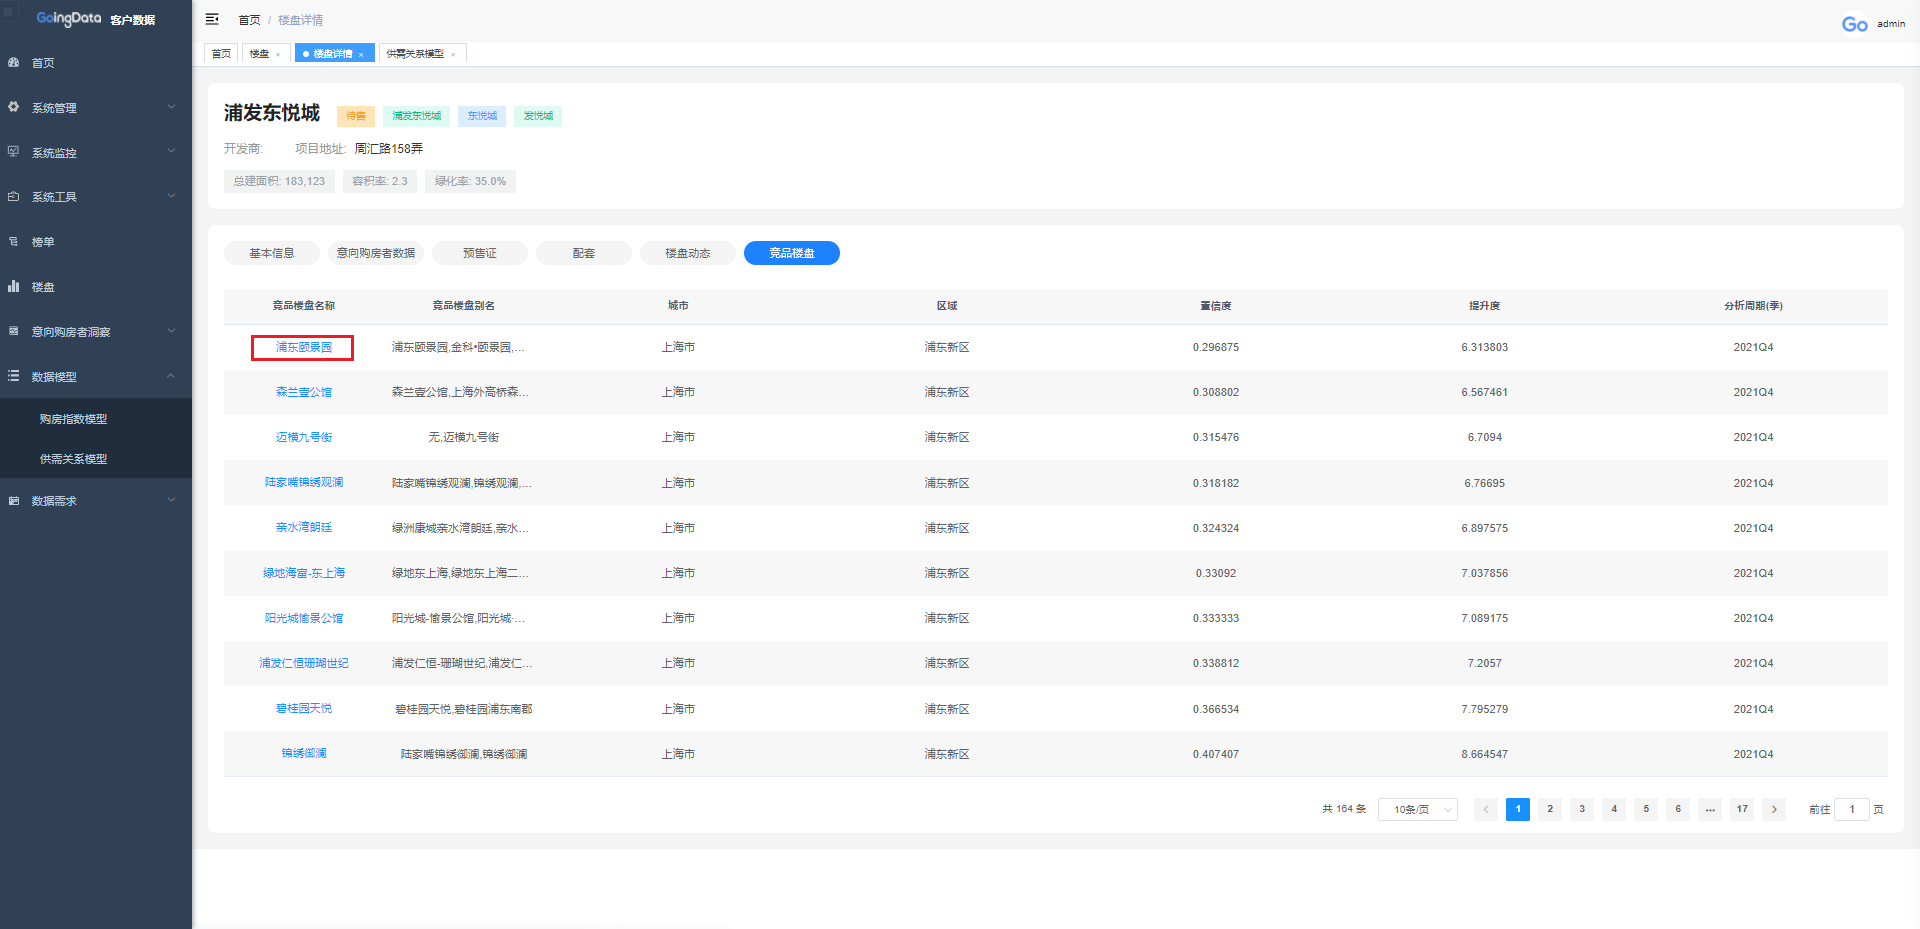 GoingData 客户数据
首页
系统管理
系统监控
系统工具
榜单
楼盘
意向购房者洞察
数据模型
购房指数模型
供需关系模型
数据需求
首页 / 楼盘详情
Go admin
首页 楼盘 × 楼盘详情 × 供需关系模型 ×
浦发东悦城 待售 浦发东悦城 东悦城 发悦城
开发商: 项目地址: 周汇路158弄
总建面积: 183,123 容积率: 2.3 绿化率: 35.0%
基本信息 意向购房者数据 预售证 配套 楼盘动态 竞品楼盘
竞品楼盘名称 竞品楼盘别名 城市 区域 置信度 提升度 分析周期(季)
浦东颐景园 浦东颐景园,金科•颐景园,... 上海市 浦东新区 0.296875 6.313803 2021Q4
森兰壹公馆 森兰壹公馆,上海外高桥森... 上海市 浦东新区 0.308802 6.567461 2021Q4
迈横九号街 无,迈横九号街 上海市 浦东新区 0.315476 6.7094 2021Q4
陆家嘴锦绣观澜 陆家嘴锦绣观澜,锦绣观澜,... 上海市 浦东新区 0.318182 6.76695 2021Q4
亲水湾朗廷 绿洲康城亲水湾朗廷,亲水... 上海市 浦东新区 0.324324 6.897575 2021Q4
绿地海富-东上海 绿地东上海,绿地东上海二... 上海市 浦东新区 0.33092 7.037856 2021Q4
阳光城愉景公馆 阳光城-愉景公馆,阳光城·... 上海市 浦东新区 0.333333 7.089175 2021Q4
浦发仁恒珊瑚世纪 浦发仁恒-珊瑚世纪,浦发仁... 上海市 浦东新区 0.338812 7.2057 2021Q4
碧桂园天悦 碧桂园天悦,碧桂园浦东南郡 上海市 浦东新区 0.366534 7.795279 2021Q4
锦绣御澜 陆家嘴锦绣御澜,锦绣御澜 上海市 浦东新区 0.407407 8.664547 2021Q4
共 164 条 10条/页 1 2 3 4 5 6 ... 17 前往 1 页